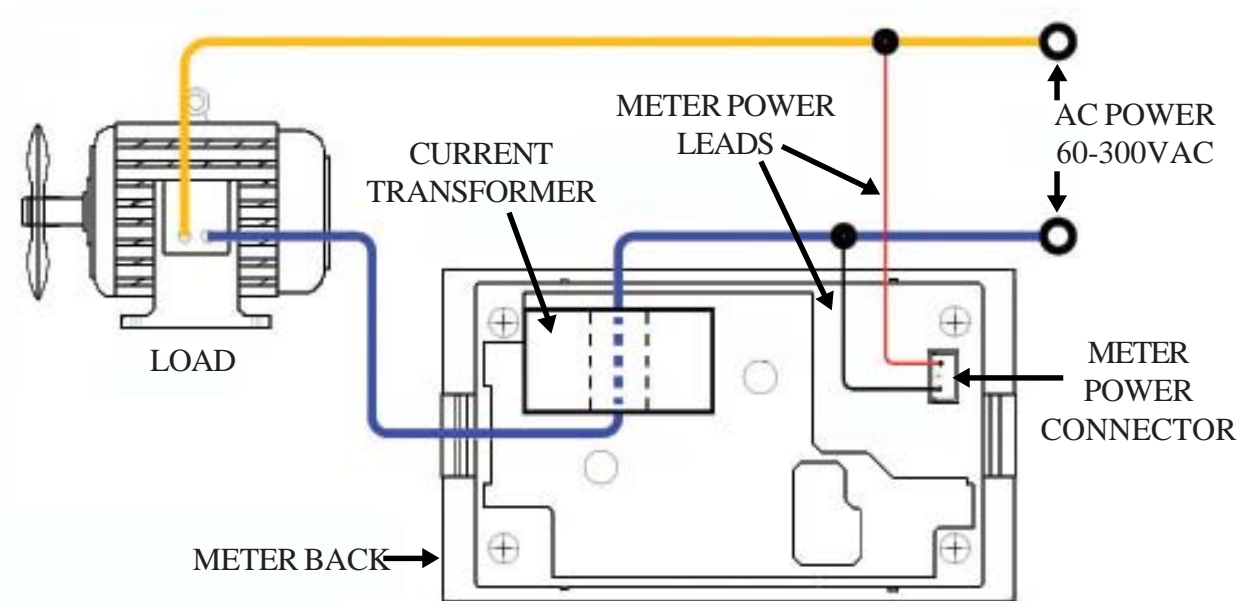 METER POWER
LEADS
AC POWER
60-300VAC
CURRENT
TRANSFORMER
LOAD
METER
POWER
CONNECTOR
METER BACK